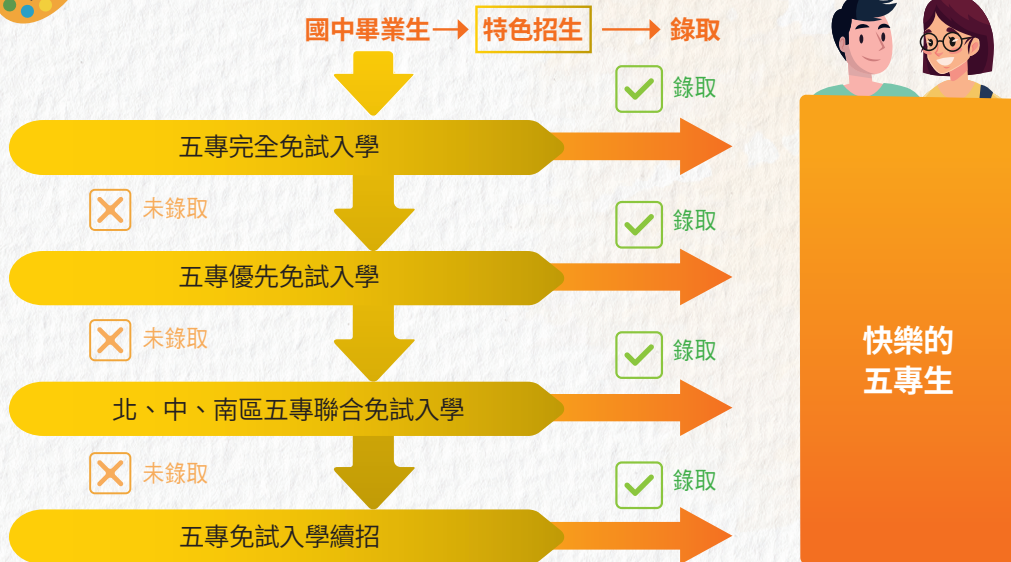 國中畢業生 特色招生 錄取
錄取
五專完全免試入學
未錄取
錄取
五專優先免試入學
未錄取
錄取
北、中、南區五專聯合免試入學
未錄取
錄取
五專免試入學續招
快樂的
五專生